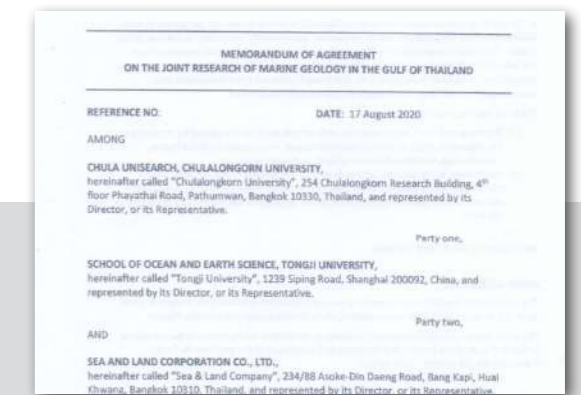 MEMORANDUM OF AGREEMENT
ON THE JOINT RESEARCH OF MARINE GEOLOGY IN THE GULF OF THAILAND
REFERENCE NO: DATE: 17 August 2020
AMONG
CHULA UNISEARCH, CHULALONGORN UNIVERSITY,
hereinafter called "Chulalongkorn University", 254 Chulalongkorn Research Building, 4th
floor Phayathai Road, Pathumwan, Bangkok 10330, Thailand, and represented by its
Director, or its Representative.
Party one,
SCHOOL OF OCEAN AND EARTH SCIENCE, TONGJI UNIVERSITY,
hereinafter called "Tongji University", 1239 Siping Road, Shanghai 200092, China, and
represented by its Director, or its Representative.
Party two,
AND
SEA AND LAND CORPORATION CO., LTD.,
hereinafter called "Sea & Land Company", 234/88 Asoke-Din Daeng Road, Bang Kapi, Huai
Khwang, Bangkok 10310, Thailand, and represented by its Director, or its Representative.